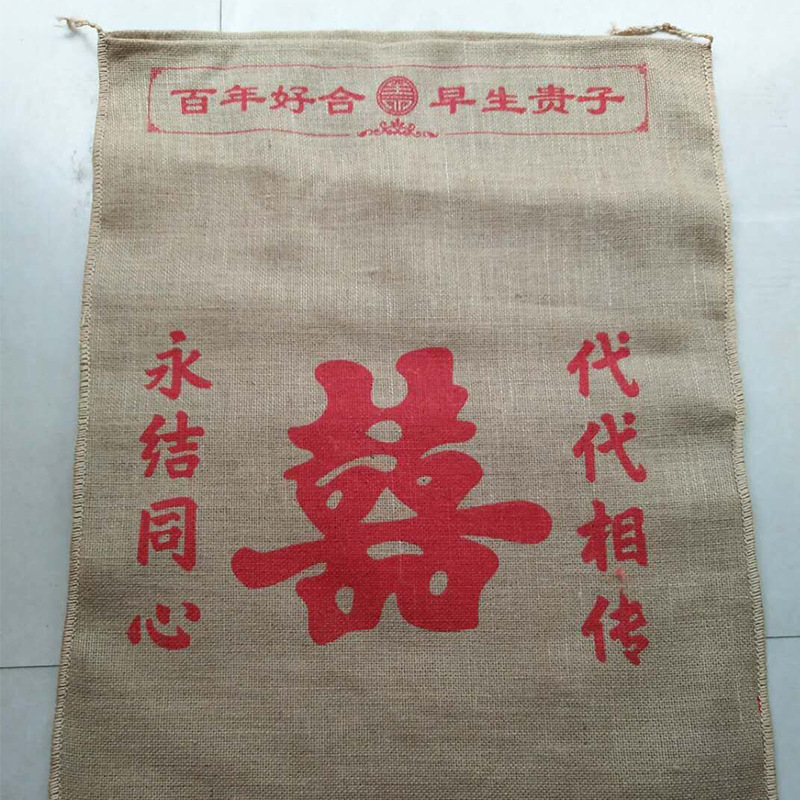 百年好合 早生贵子
代代相传
囍
永结同心